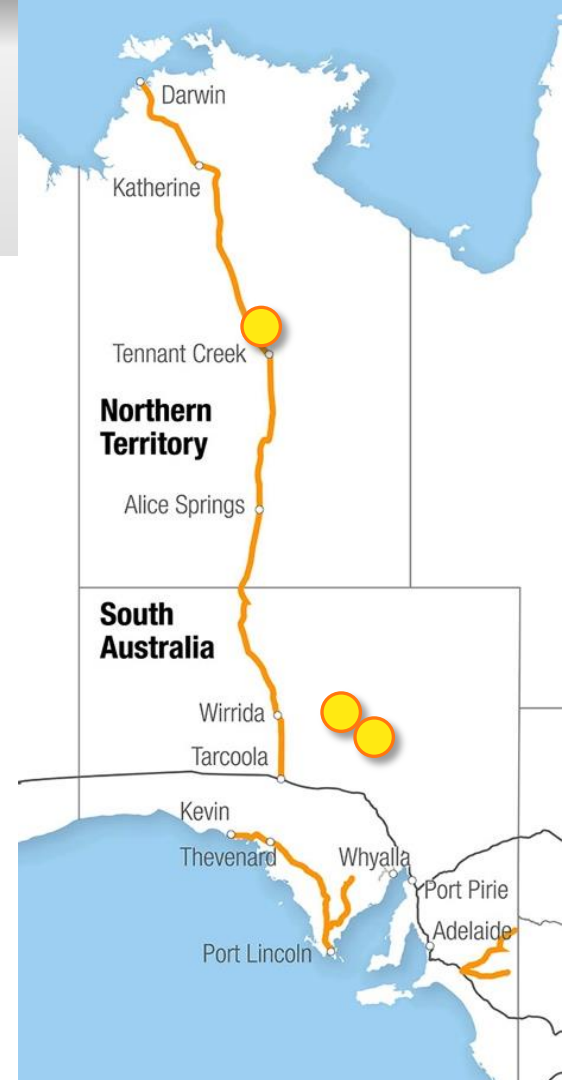 Darwin
Katherine
Tennant Creek
Northern
Territory
Alice Springs
South
Australia
Wirrida
Tarcoola
Kevin
Thevenard
Whyalla
Port Pirie
Adelaide
Port Lincoln